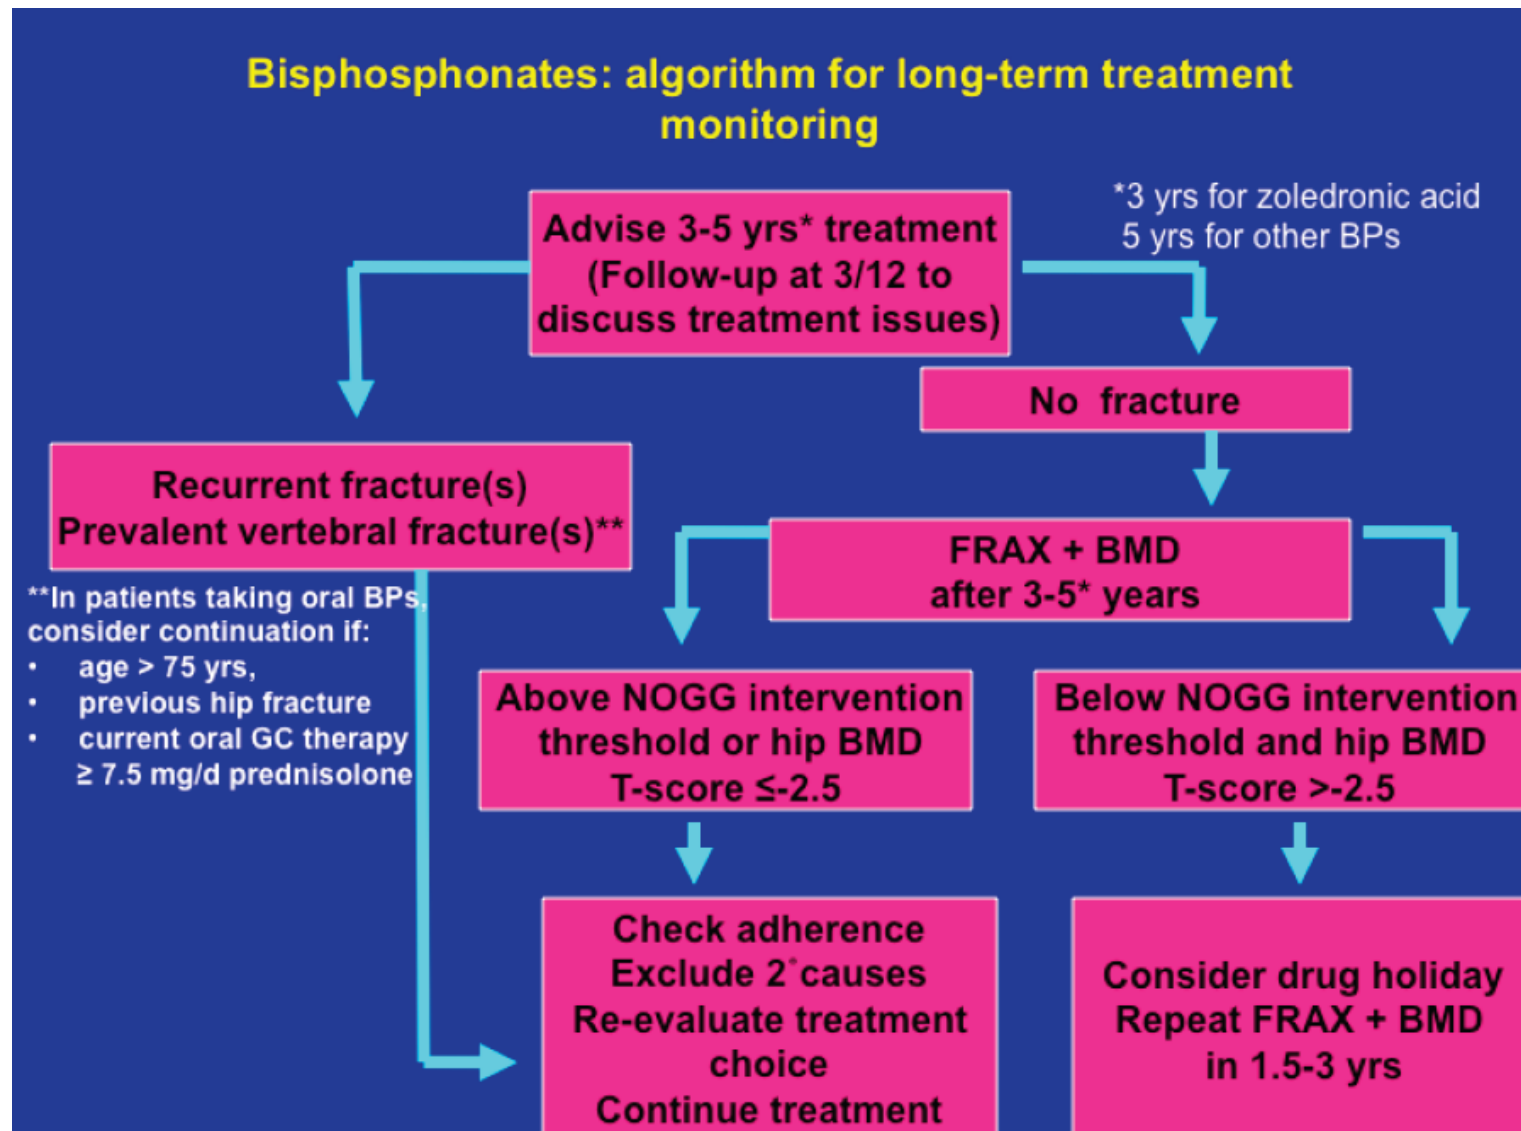 Bisphosphonates: algorithm for long-term treatment
monitoring
*3 yrs for zoledronic acid
5 yrs for other BPs
Advise 3-5 yrs* treatment
(Follow-up at 3/12 to
discuss treatment issues)
No fracture
Recurrent fracture(s)
Prevalent vertebral fracture(s)**
FRAX + BMD
after 3-5* years
**In patients taking oral BPs,
consider continuation if:
• age > 75 yrs,
• previous hip fracture
• current oral GC therapy
≥ 7.5 mg/d prednisolone
Above NOGG intervention
threshold or hip BMD
T-score ≤-2.5
Below NOGG intervention
threshold and hip BMD
T-score >-2.5
Check adherence
Exclude 2° causes
Re-evaluate treatment
choice
Continue treatment
Consider drug holiday
Repeat FRAX + BMD
in 1.5-3 yrs